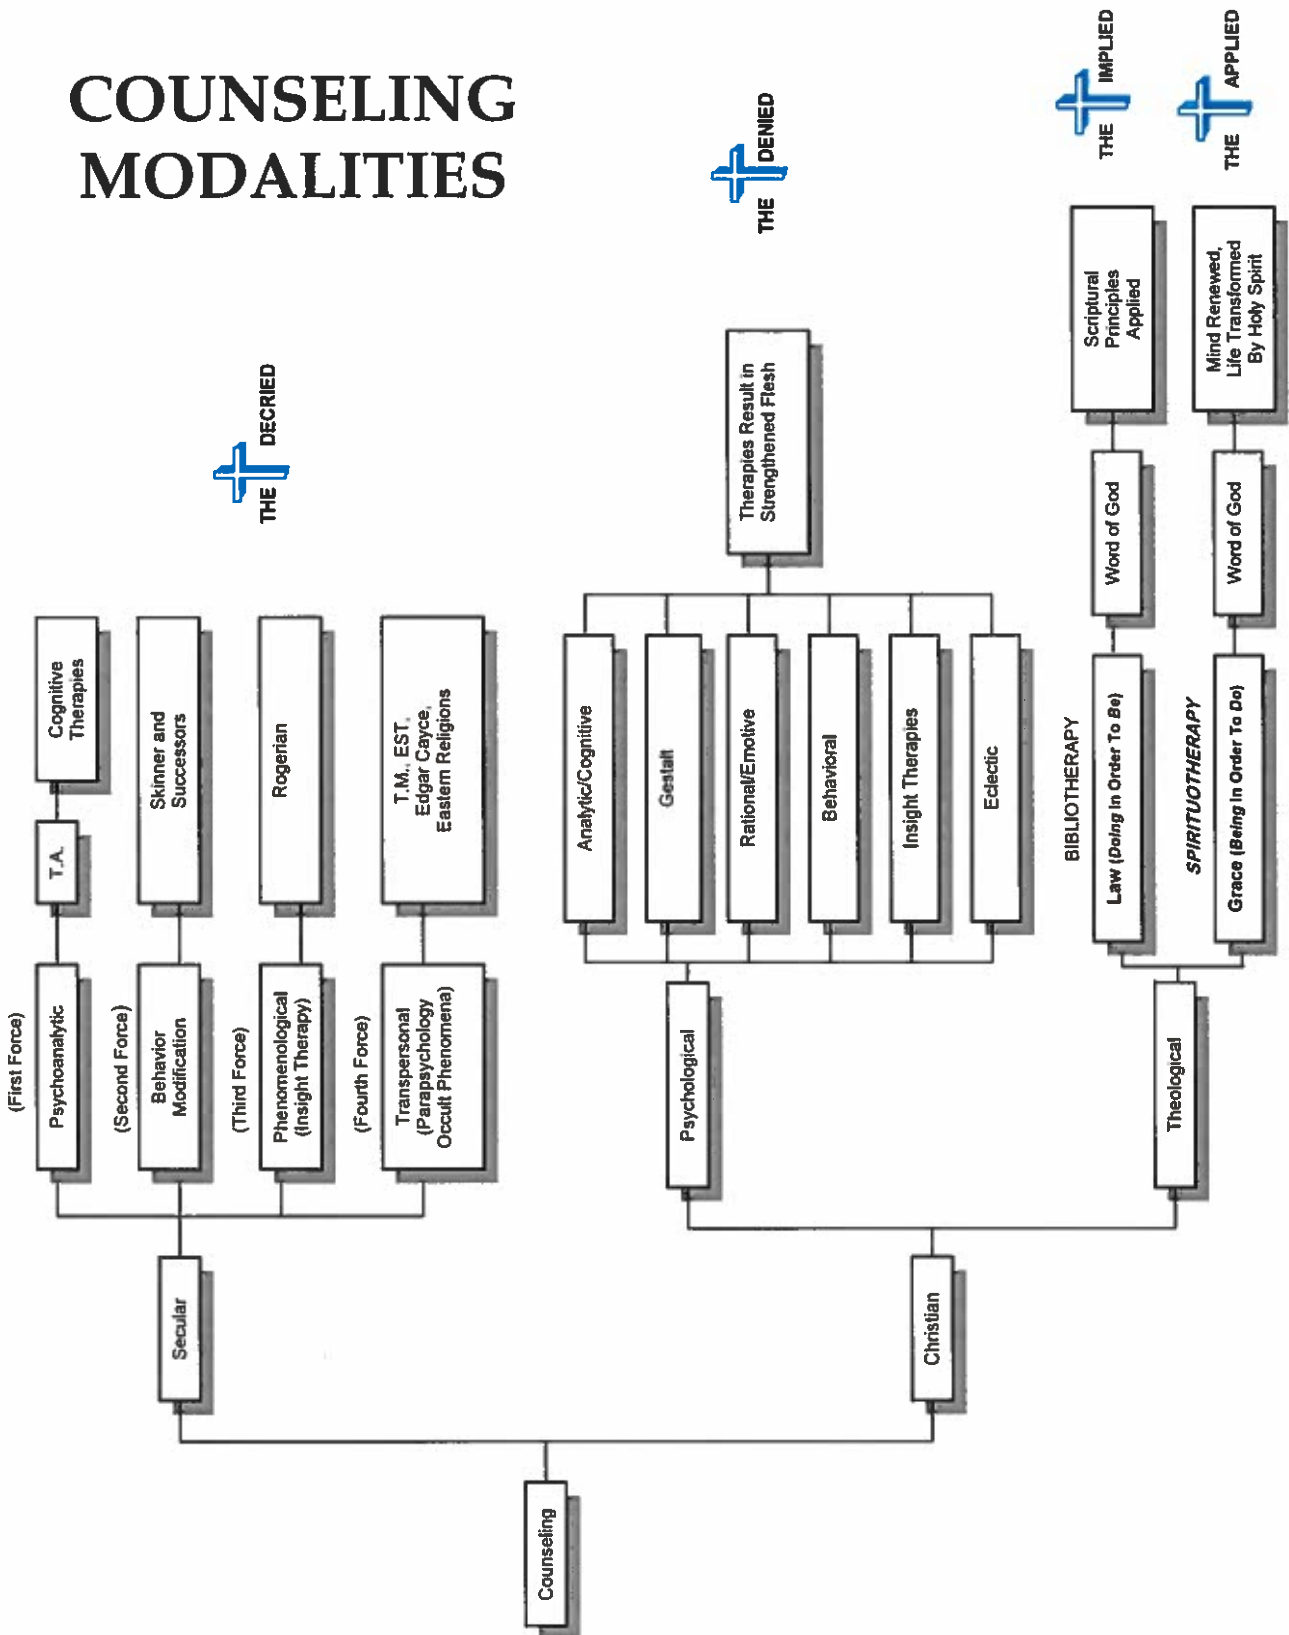 COUNSELING
MODALITIES
Counseling
Secular
(First Force)
Psychoanalytic
T.A.
Cognitive
Therapies
(Second Force)
Behavior
Modification
Skinner and
Successors
(Third Force)
Phenomenological
(Insight Therapy)
Rogerian
(Fourth Force)
Transpersonal
(Parapsychology
Occult Phenomena)
T.M., EST,
Edgar Cayce,
Eastern Religions
THE DECRIED
Christian
Psychological
Analytic/Cognitive
Gestalt
Rational/Emotive
Behavioral
Insight Therapies
Eclectic
Therapies Result in
Strengthened Flesh
THE DENIED
Theological
BIBLIOTHERAPY
Law (Doing In Order To Be)
Word of God
Scriptural
Principles
Applied
THE IMPLIED
SPIRITUOTHERAPY
Grace (Being In Order To Do)
Word of God
Mind Renewed,
Life Transformed
By Holy Spirit
THE APPLIED